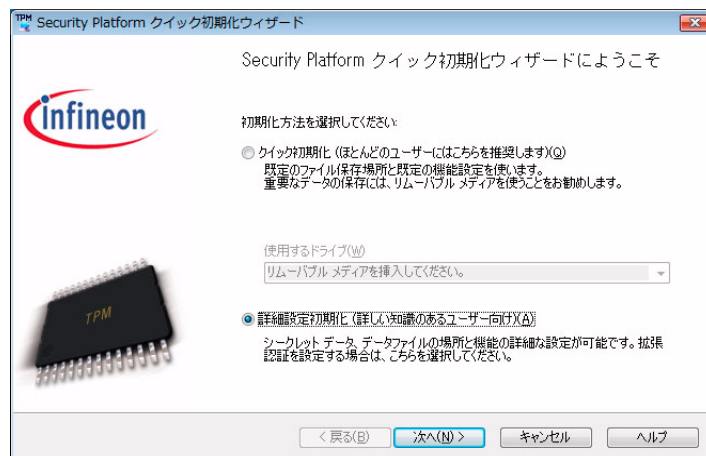 TPM Security Platform クイック初期化ウィザード
Security Platform クイック初期化ウィザードにようこそ
infineon
初期化方法を選択してください:
クイック初期化 (ほとんどのユーザーにはこちらを推奨します)(Q)
既定のファイル保存場所と既定の機能設定を使います。
重要なデータの保存には、リムーバブル メディアを使うことをお勧めします。
使用するドライブ(W)
リムーバブル メディアを挿入してください。
TPM
詳細設定初期化 (詳しい知識のあるユーザー向け)(A)
シークレット データ、データファイルの場所と機能の詳細な設定が可能です。拡張
認証を設定する場合は、こちらを選択してください。
< 戻る(B)
次へ(N) >
キャンセル
ヘルプ